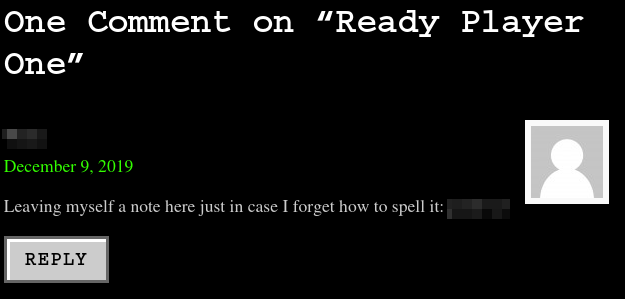 One Comment on “Ready Player
One”
December 9, 2019
Leaving myself a note here just in case I forget how to spell it:
REPLY